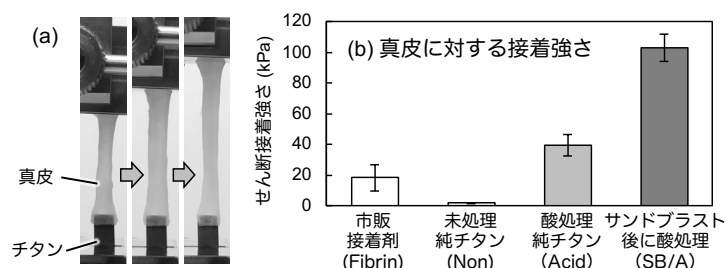 (a)
真皮
チタン
(b) 真皮に対する接着強さ
せん断接着強さ (kPa)
120
100
80
60
40
20
0
市販
接着剤
(Fibrin)
未処理
純チタン
(Non)
酸処理
純チタン
(Acid)
サンドブラスト
後に酸処理
(SB/A)